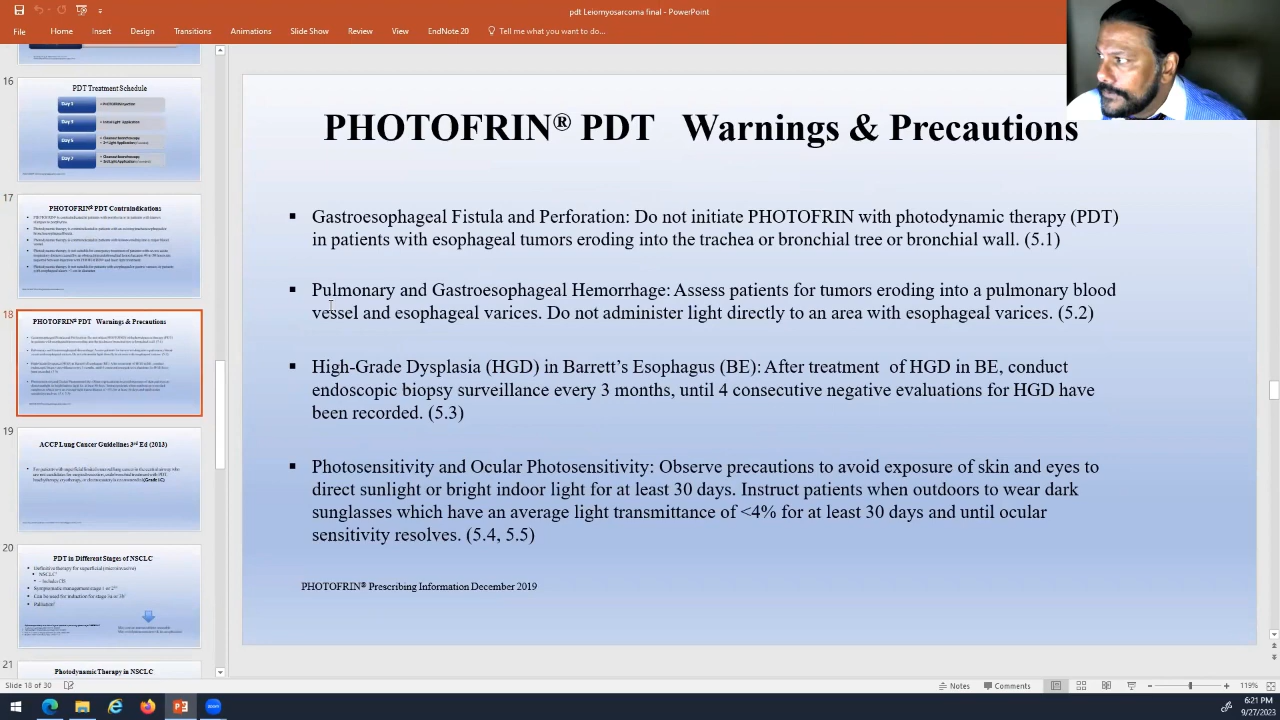 pdt Leiomyosarcoma final - PowerPoint
File Home Insert Design Transitions Animations Slide Show Review View EndNote 20 Tell me what you want to do...
16
PDT Treatment Schedule
Day 1
Day 3
Day 5
Day 7
17
PHOTOFRIN® PDT Contraindications
18
PHOTOFRIN® PDT Warnings & Precautions
19
ACCP Lung Cancer Guidelines 3rd Ed (2013)
20
PDT in Different Stages of NSCLC
21
Photodynamic Therapy in NSCLC
PHOTOFRIN® PDT Warnings & Precautions
▪ Gastroesophageal Fistula and Perforation: Do not initiate PHOTOFRIN with photodynamic therapy (PDT)
in patients with esophageal tumors eroding into the trachea or bronchial tree or bronchial wall. (5.1)
▪ Pulmonary and Gastroesophageal Hemorrhage: Assess patients for tumors eroding into a pulmonary blood
vessel and esophageal varices. Do not administer light directly to an area with esophageal varices. (5.2)
▪ High-Grade Dysplasia (HGD) in Barrett's Esophagus (BE): After treatment of HGD in BE, conduct
endoscopic biopsy surveillance every 3 months, until 4 consecutive negative evaluations for HGD have
been recorded. (5.3)
▪ Photosensitivity and Ocular Photosensitivity: Observe precautions to avoid exposure of skin and eyes to
direct sunlight or bright indoor light for at least 30 days. Instruct patients when outdoors to wear dark
sunglasses which have an average light transmittance of <4% for at least 30 days and until ocular
sensitivity resolves. (5.4, 5.5)
PHOTOFRIN® Prescribing Information December 2019
Slide 18 of 30
Notes Comments 119%
6:21 PM
9/27/2023